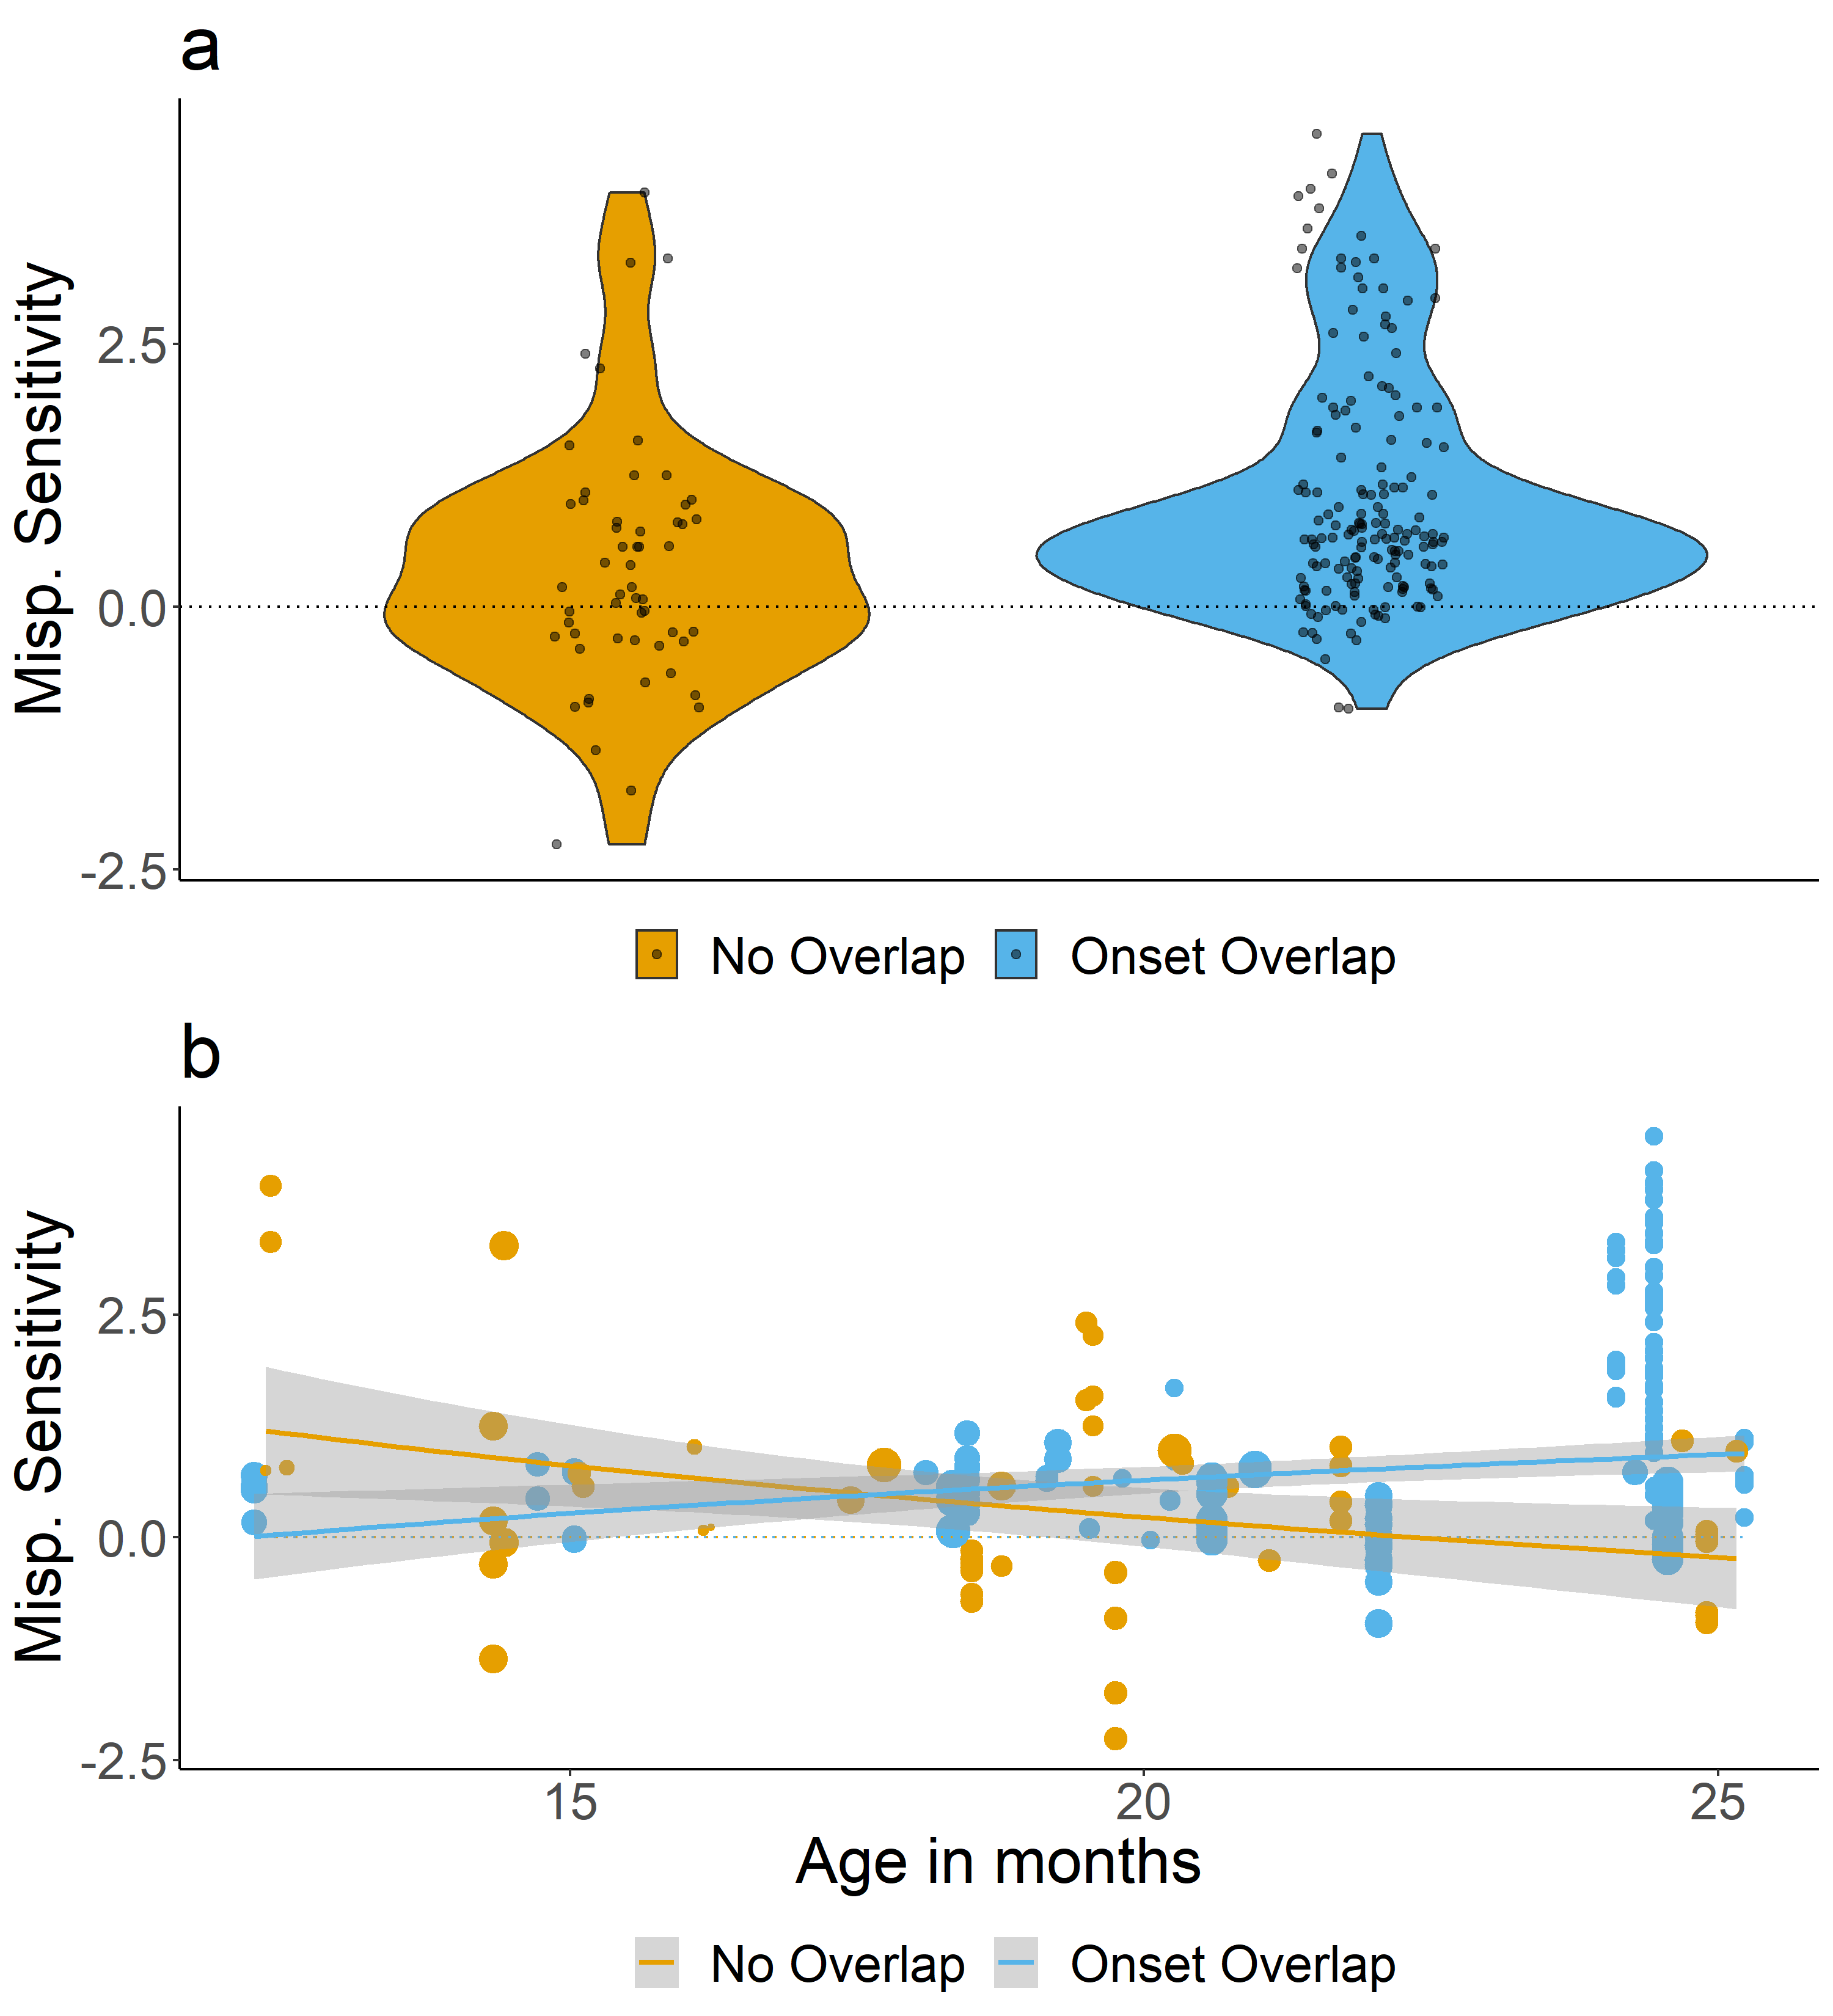 a
Misp. Sensitivity
2.5
0.0
-2.5
No Overlap Onset Overlap
b
Misp. Sensitivity
2.5
0.0
-2.5
15 20 25
Age in months
No Overlap Onset Overlap